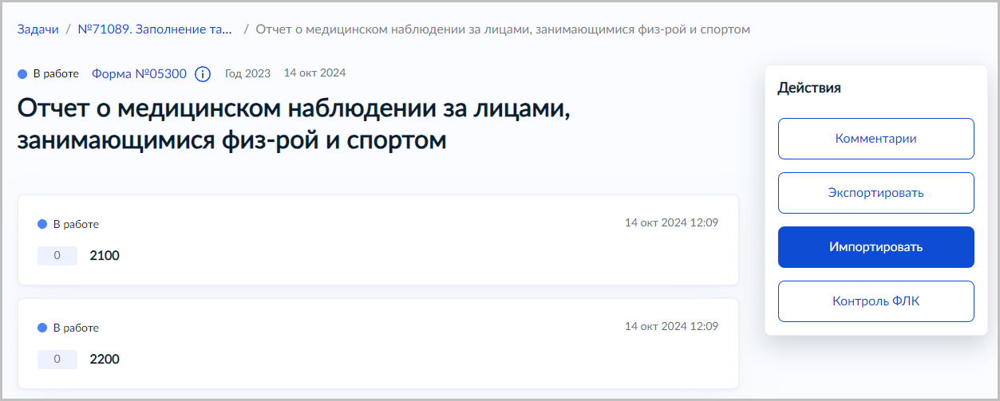 Задачи / №71089. Заполнение та... / Отчет о медицинском наблюдении за лицами, занимающимися физ-рой и спортом
В работе Форма №05300 Год 2023 14 окт 2024
Отчет о медицинском наблюдении за лицами,
занимающимися физ-рой и спортом
В работе 14 окт 2024 12:09
0 2100
В работе 14 окт 2024 12:09
0 2200
Действия
Комментарии
Экспортировать
Импортировать
Контроль ФЛК